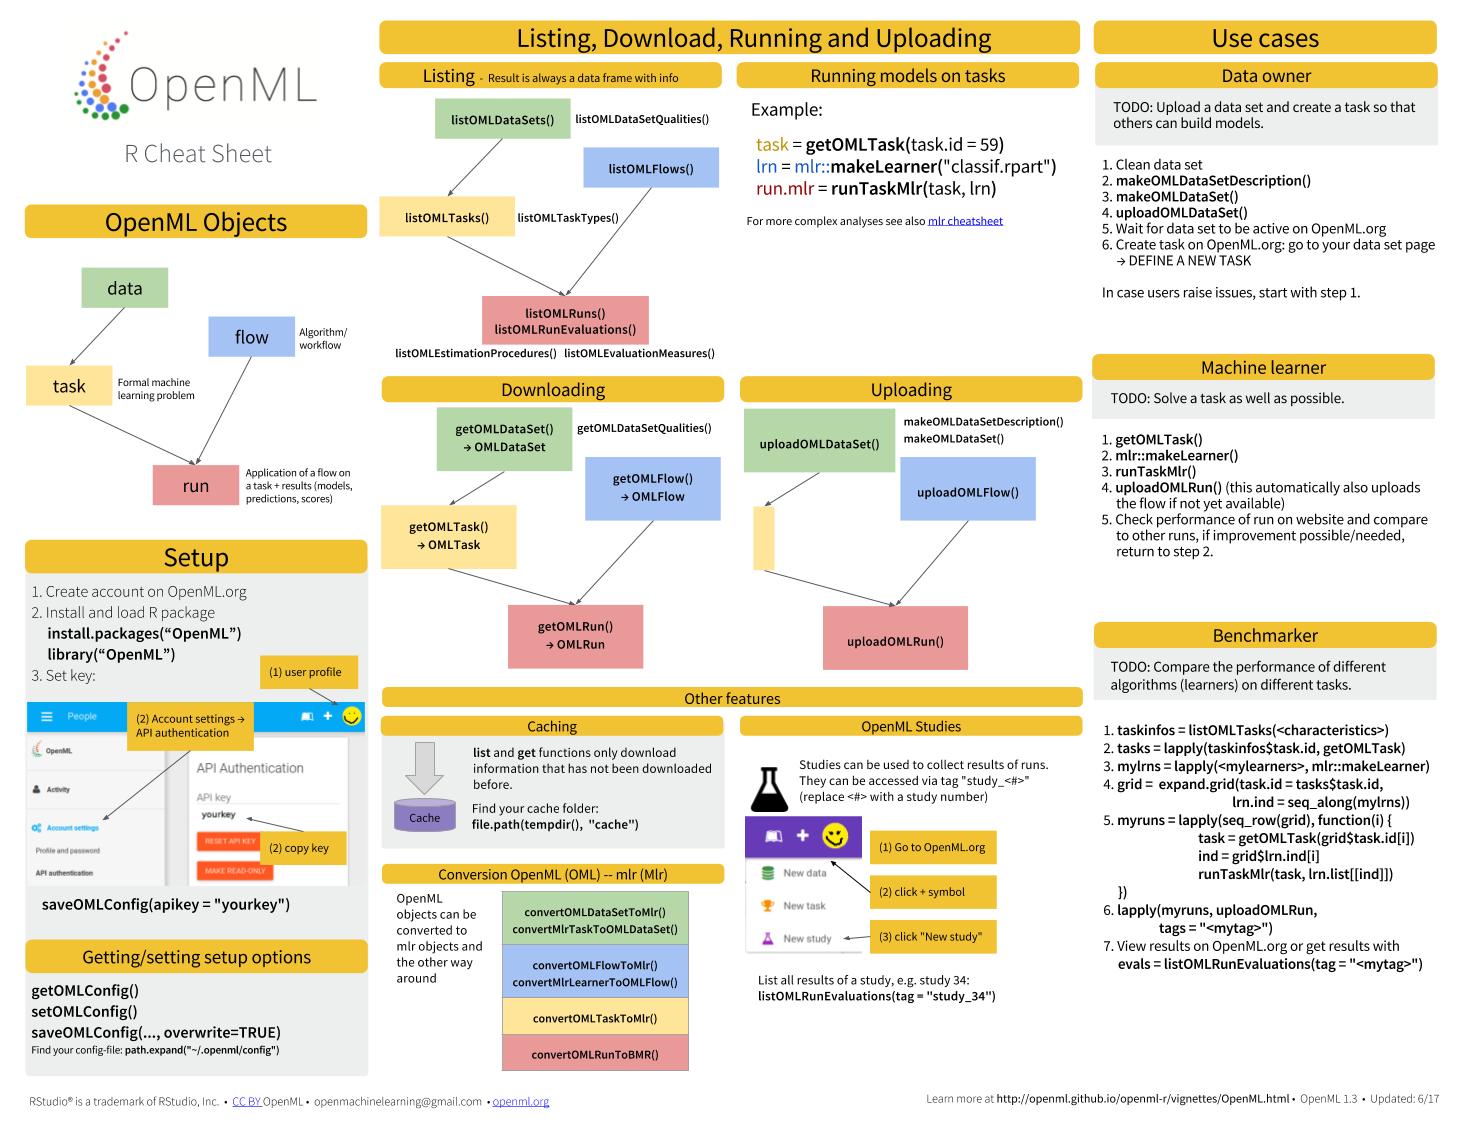 OpenML
R Cheat Sheet
OpenML Objects
data
flow
Algorithm/
workflow
task
Formal machine
learning problem
run
Application of a flow on
a task + results (models,
predictions, scores)
Setup
1. Create account on OpenML.org
2. Install and load R package
install.packages(“OpenML”)
library(“OpenML”)
3. Set key:
(1) user profile
People
(2) Account settings →
API authentication
OpenML
Activity
Account settings
Profile and password
API authentication
API Authentication
API key
yourkey
RESET API KEY
(2) copy key
MAKE READ-ONLY
saveOMLConfig(apikey = "yourkey")
Getting/setting setup options
getOMLConfig()
setOMLConfig()
saveOMLConfig(..., overwrite=TRUE)
Find your config-file: path.expand("~/.openml/config")
Listing, Download, Running and Uploading
Listing - Result is always a data frame with info
listOMLDataSets()
listOMLDataSetQualities()
listOMLFlows()
listOMLTasks()
listOMLTaskTypes()
listOMLRuns()
listOMLRunEvaluations()
listOMLEstimationProcedures() listOMLEvaluationMeasures()
Running models on tasks
Example:
task = getOMLTask(task.id = 59)
lrn = mlr::makeLearner("classif.rpart")
run.mlr = runTaskMlr(task, lrn)
For more complex analyses see also mlr cheatsheet
Downloading
getOMLDataSet()
→ OMLDataSet
getOMLDataSetQualities()
getOMLFlow()
→ OMLFlow
getOMLTask()
→ OMLTask
getOMLRun()
→ OMLRun
Uploading
uploadOMLDataSet()
makeOMLDataSetDescription()
makeOMLDataSet()
uploadOMLFlow()
uploadOMLRun()
Other features
Caching
list and get functions only download
information that has not been downloaded
before.
Find your cache folder:
file.path(tempdir(), "cache")
Cache
Conversion OpenML (OML) -- mlr (Mlr)
OpenML
objects can be
converted to
mlr objects and
the other way
around
convertOMLDataSetToMlr()
convertMlrTaskToOMLDataSet()
convertOMLFlowToMlr()
convertMlrLearnerToOMLFlow()
convertOMLTaskToMlr()
convertOMLRunToBMR()
OpenML Studies
Studies can be used to collect results of runs.
They can be accessed via tag "study_<#>"
(replace <#> with a study number)
New data
New task
New study
(1) Go to OpenML.org
(2) click + symbol
(3) click "New study"
List all results of a study, e.g. study 34:
listOMLRunEvaluations(tag = "study_34")
Use cases
Data owner
TODO: Upload a data set and create a task so that
others can build models.
1. Clean data set
2. makeOMLDataSetDescription()
3. makeOMLDataSet()
4. uploadOMLDataSet()
5. Wait for data set to be active on OpenML.org
6. Create task on OpenML.org: go to your data set page
→ DEFINE A NEW TASK
In case users raise issues, start with step 1.
Machine learner
TODO: Solve a task as well as possible.
1. getOMLTask()
2. mlr::makeLearner()
3. runTaskMlr()
4. uploadOMLRun() (this automatically also uploads
the flow if not yet available)
5. Check performance of run on website and compare
to other runs, if improvement possible/needed,
return to step 2.
Benchmarker
TODO: Compare the performance of different
algorithms (learners) on different tasks.
1. taskinfos = listOMLTasks(<characteristics>)
2. tasks = lapply(taskinfos$task.id, getOMLTask)
3. mylrns = lapply(<mylearners>, mlr::makeLearner)
4. grid = expand.grid(task.id = tasks$task.id,
lrn.ind = seq_along(mylrns))
5. myruns = lapply(seq_row(grid), function(i) {
task = getOMLTask(grid$task.id[i])
ind = grid$lrn.ind[i]
runTaskMlr(task, lrn.list[[ind]])
})
6. lapply(myruns, uploadOMLRun,
tags = "<mytag>")
7. View results on OpenML.org or get results with
evals = listOMLRunEvaluations(tag = "<mytag>")
RStudio® is a trademark of RStudio, Inc. • CC BY OpenML • openmachinelearning@gmail.com • openml.org
Learn more at http://openml.github.io/openml-r/vignettes/OpenML.html • OpenML 1.3 • Updated: 6/17